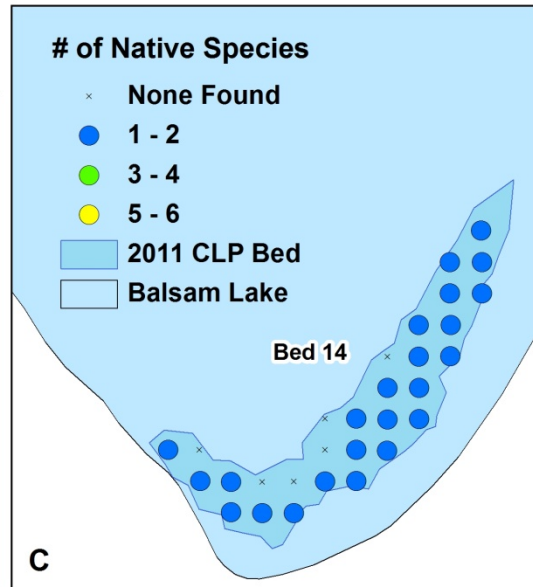 # of Native Species
None Found
1 - 2
3 - 4
5 - 6
2011 CLP Bed
Balsam Lake
Bed 14
C